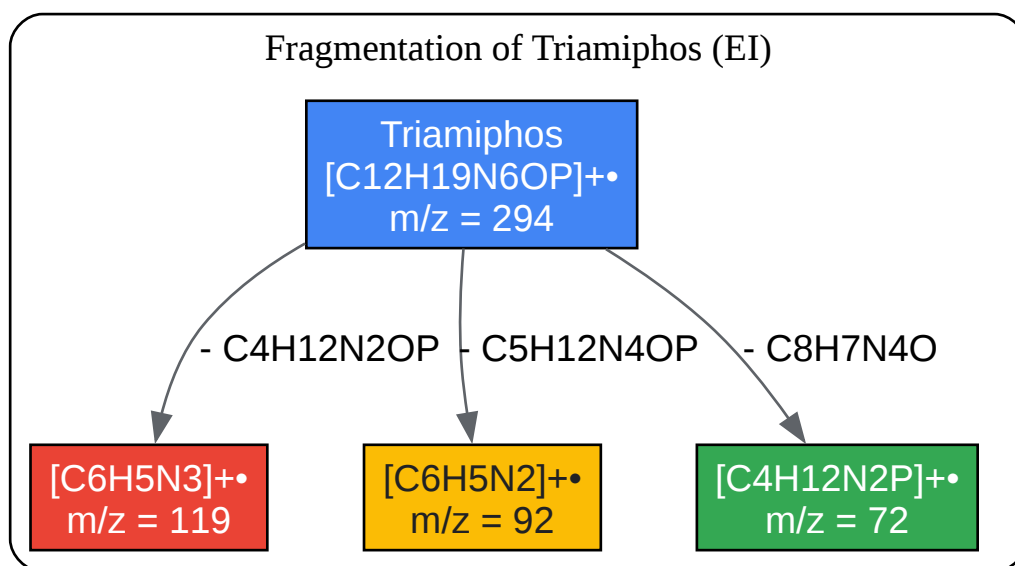 Fragmentation of Triamiphos (EI)
Triamiphos
[C12H19N6OP]+•
m/z = 294
- C4H12N2OP
- C5H12N4OP
- C8H7N4O
[C6H5N3]+•
m/z = 119
[C6H5N2]+•
m/z = 92
[C4H12N2P]+•
m/z = 72